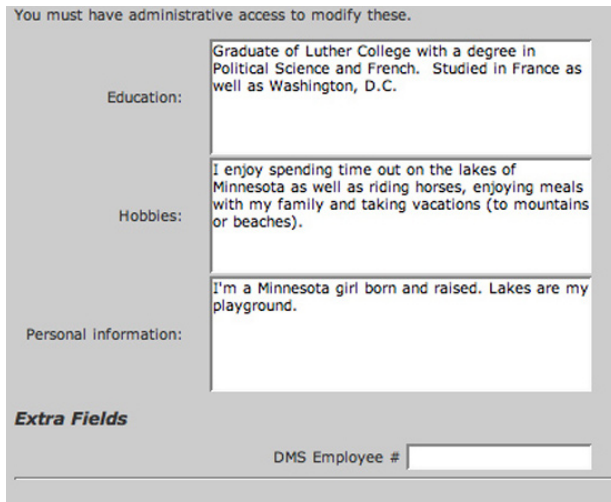 You must have administrative access to modify these.
Education:
Graduate of Luther College with a degree in
Political Science and French.  Studied in France as
well as Washington, D.C.
Hobbies:
I enjoy spending time out on the lakes of
Minnesota as well as riding horses, enjoying meals
with my family and taking vacations (to mountains
or beaches).
Personal information:
I'm a Minnesota girl born and raised. Lakes are my
playground.
Extra Fields
DMS Employee #